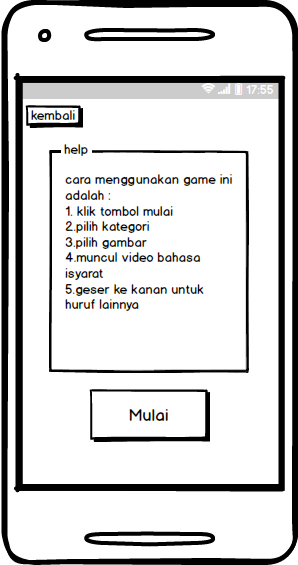 17:55
kembali
help
cara menggunakan game ini
adalah :
1. klik tombol mulai
2.pilih kategori
3.pilih gambar
4.muncul video bahasa
isyarat
5.geser ke kanan untuk
huruf lainnya
Mulai